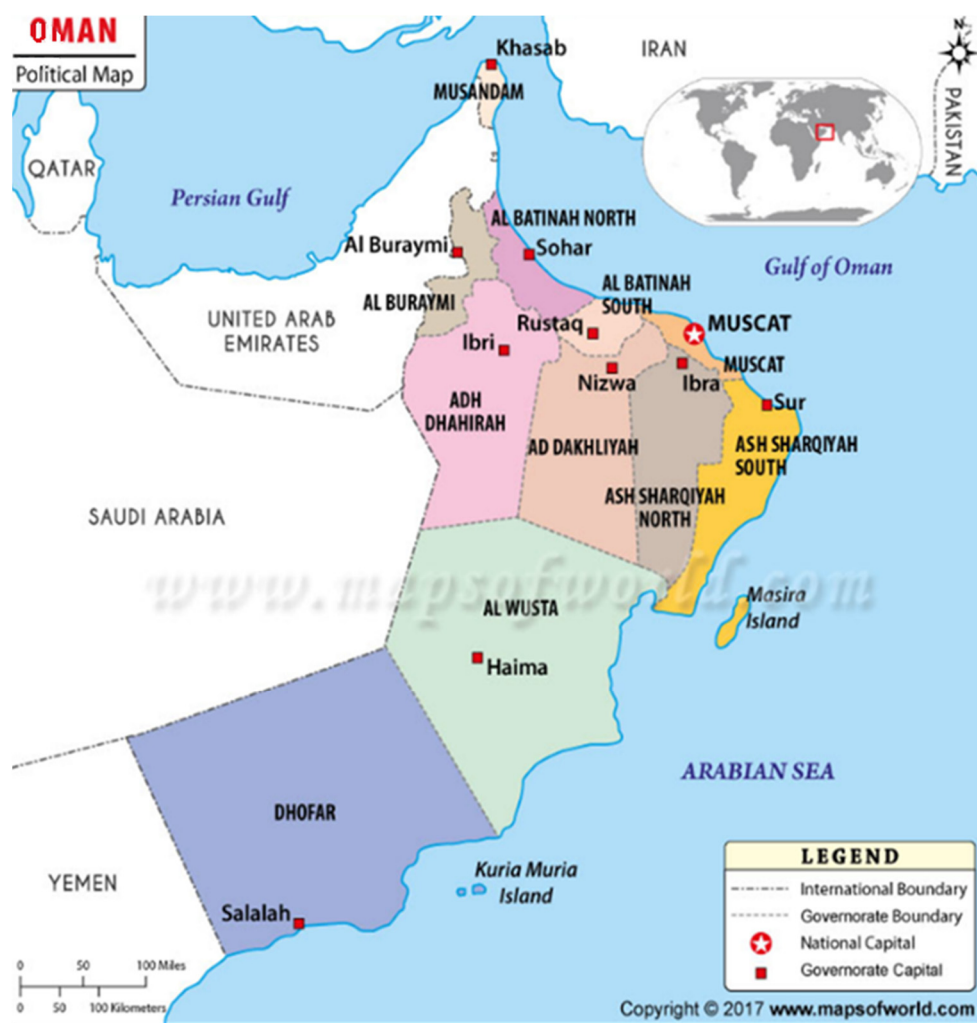 OMAN
Political Map
Khasab
IRAN
N
MUSANDAM
PAKISTAN
QATAR
Persian Gulf
AL BATINAH NORTH
Al Buraymi
Sohar
Gulf of Oman
AL BURAYMI
AL BATINAH
SOUTH
UNITED ARAB
EMIRATES
Rustaq
MUSCAT
Ibri
MUSCAT
Nizwa
Ibra
ADH
DHAHIRAH
Sur
AD DAKHLIYAH
ASH SHARQIYAH
SOUTH
ASH SHARQIYAH
NORTH
SAUDI ARABIA
www.mapsofworld.com
Masira
Island
AL WUSTA
Haima
ARABIAN SEA
DHOFAR
Kuria Muria
Island
YEMEN
Salalah
LEGEND
International Boundary
Governorate Boundary
National Capital
Governorate Capital
0 50 100 Miles
0 50 100 Kilometers
Copyright © 2017 www.mapsofworld.com